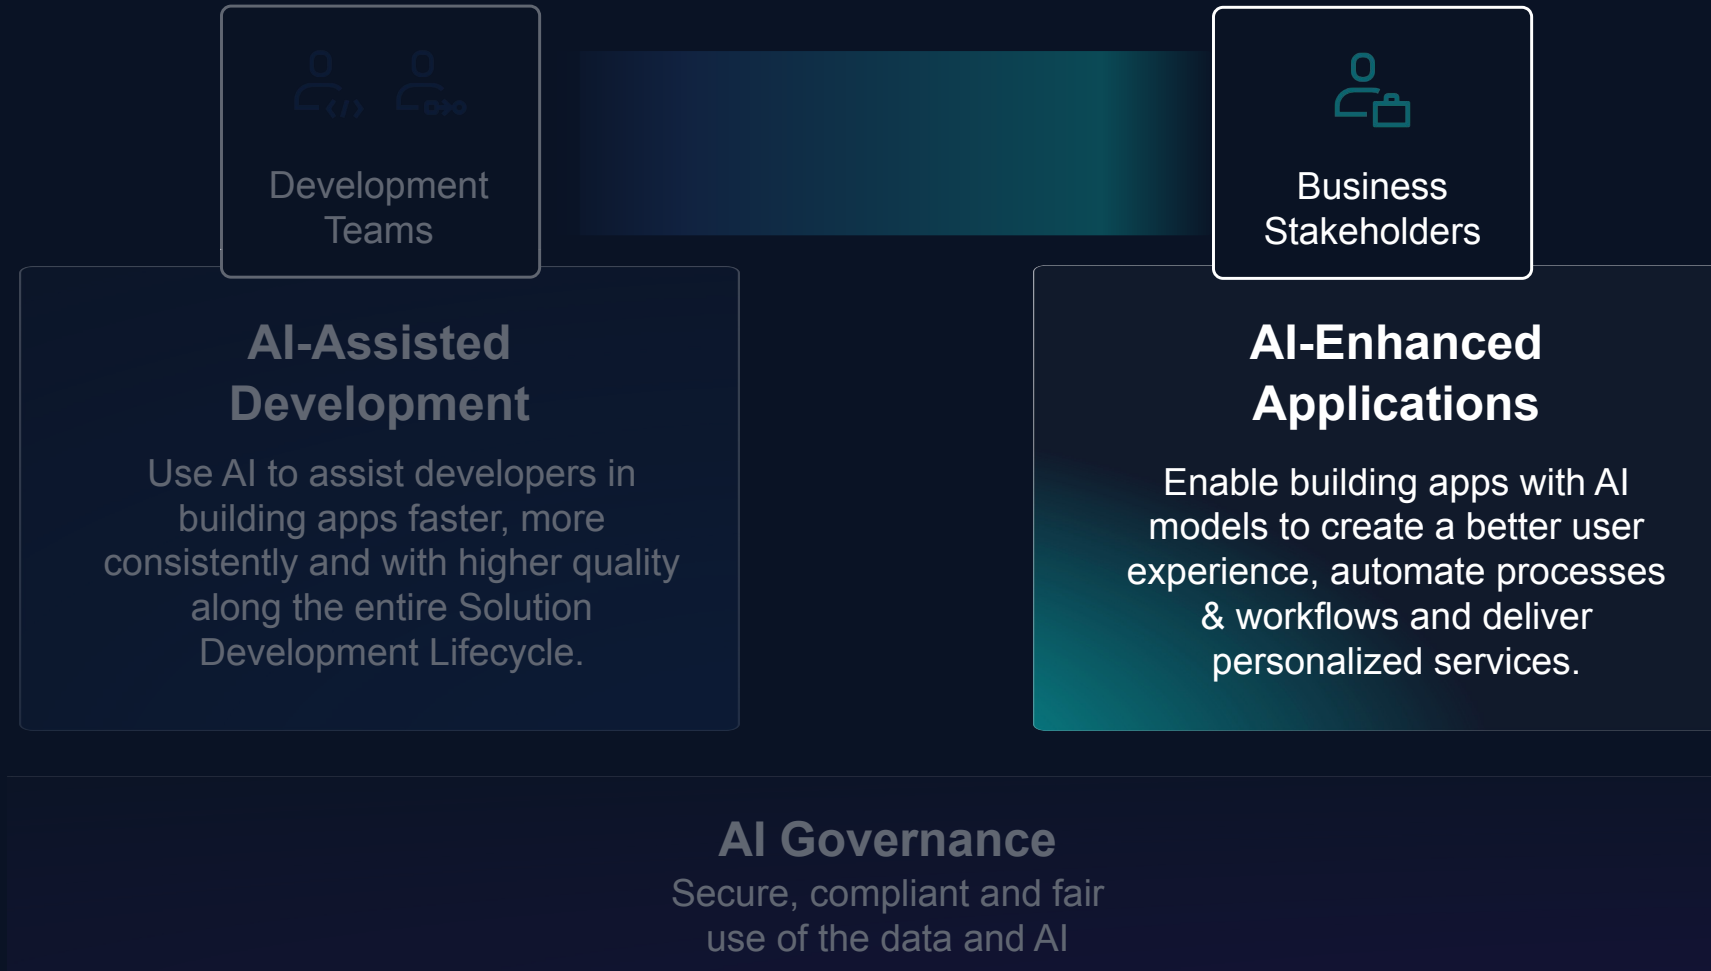 Development
Teams
Business
Stakeholders
AI-Assisted
Development
Use AI to assist developers in
building apps faster, more
consistently and with higher quality
along the entire Solution
Development Lifecycle.
AI-Enhanced
Applications
Enable building apps with AI
models to create a better user
experience, automate processes
& workflows and deliver
personalized services.
AI Governance
Secure, compliant and fair
use of the data and AI